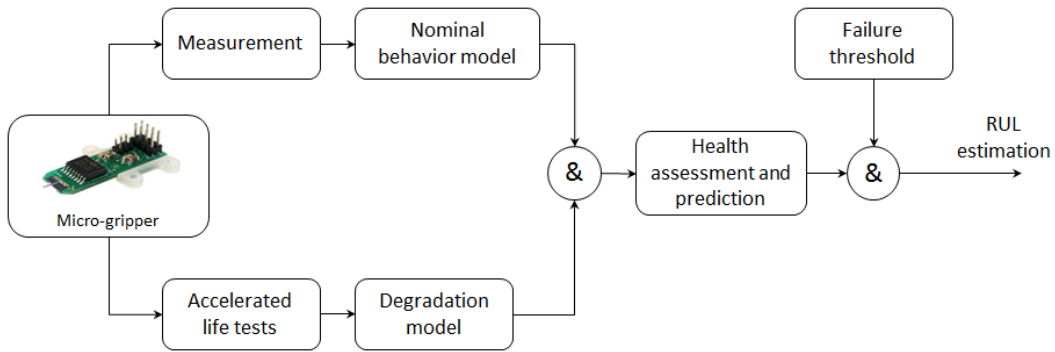 Measurement
Nominal
behavior model
Failure
threshold
Micro-gripper
&
Health
assessment and
prediction
&
RUL
estimation
Accelerated
life tests
Degradation
model